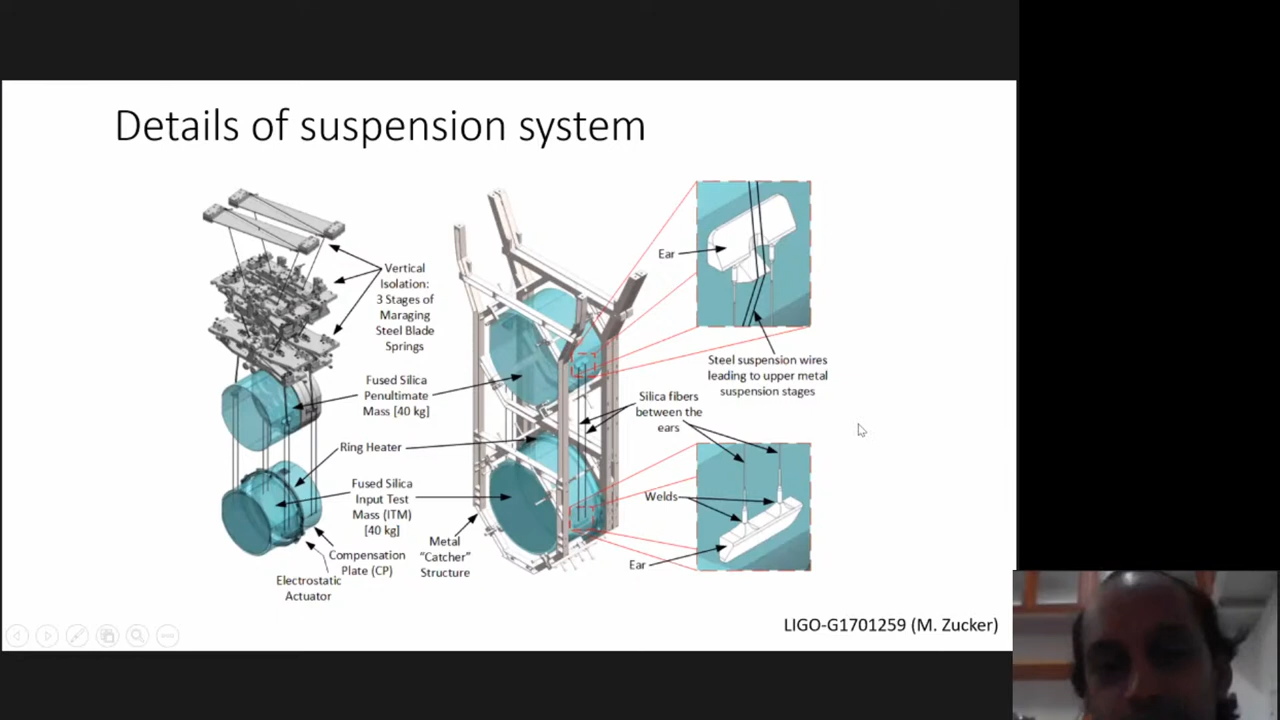 Details of suspension system
Vertical
Isolation:
3 Stages of
Maraging
Steel Blade
Springs
Fused Silica
Penultimate
Mass [40 kg]
Ring Heater
Fused Silica
Input Test
Mass (ITM)
[40 kg]
Compensation
Plate (CP)
Electrostatic
Actuator
Metal
“Catcher”
Structure
Ear
Steel suspension wires
leading to upper metal
suspension stages
Silica fibers
between the
ears
Welds
Ear
LIGO-G1701259 (M. Zucker)